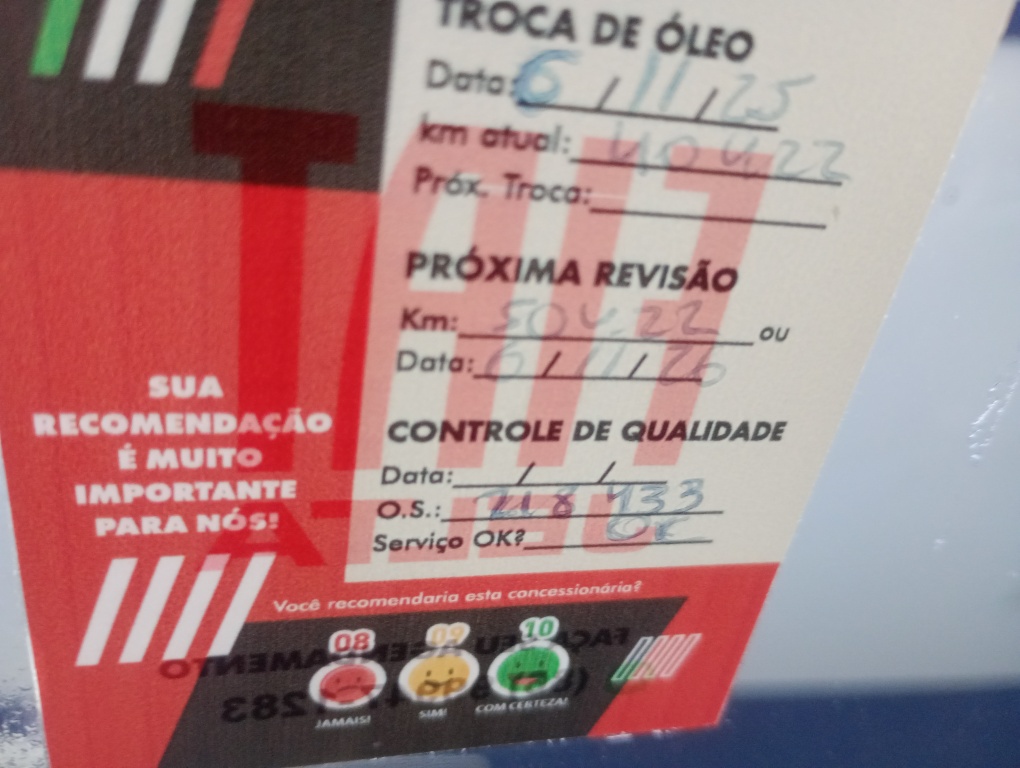 TROCA DE ÓLEO
Data: 6/11/25
km atual: 40422
Próx. Troca:
PRÓXIMA REVISÃO
Km: 50422 ou
Data: 6/11/26
CONTROLE DE QUALIDADE
Data: / /
O.S.: 218433
Serviço OK? OK
SUA
RECOMENDAÇÃO
É MUITO
IMPORTANTE
PARA NÓS!
Você recomendaria esta concessionária?
08 09 10
JAMAIS! SIM! COM CERTEZA!
FIAT